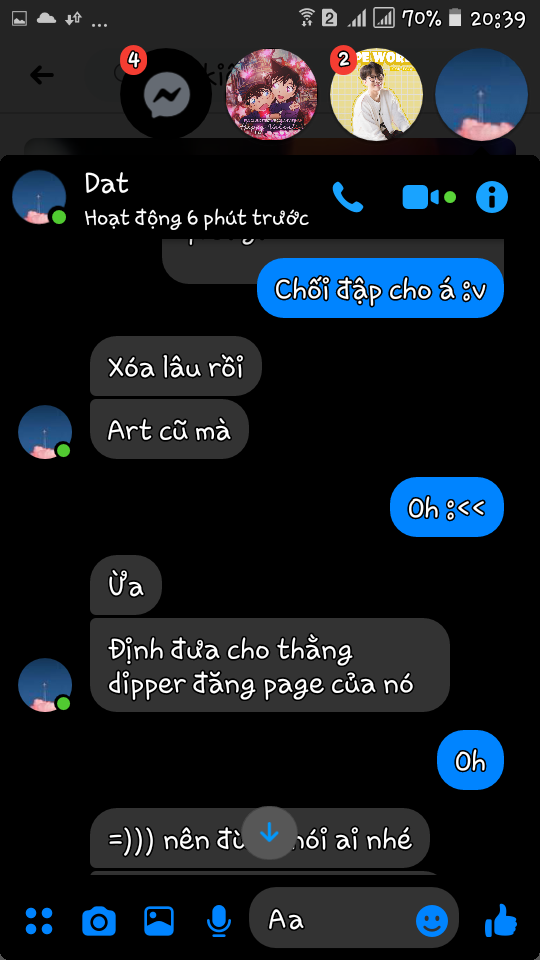 70% 20:39
4
2
Dat
Hoạt động 6 phút trước
Chối đập cho á :v
Xóa lâu rồi
Art cũ mà
Oh :<<
Ừa
Định đưa cho thằng
dipper đăng page của nó
Oh
=))) nên nói ai nhé
Aa